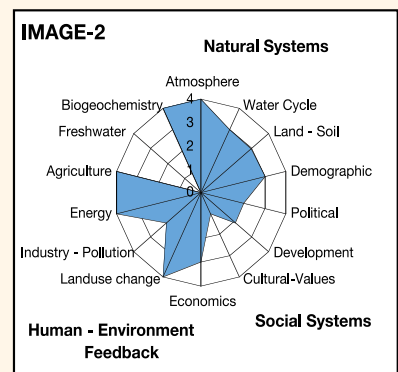 IMAGE-2
Natural Systems
Atmosphere
Biogeochemistry
Water Cycle
Freshwater
Land - Soil
Agriculture
Demographic
Energy
Political
Industry - Pollution
Development
Landuse change
Cultural-Values
Economics
4
3
2
1
0
Human - Environment
Feedback
Social Systems